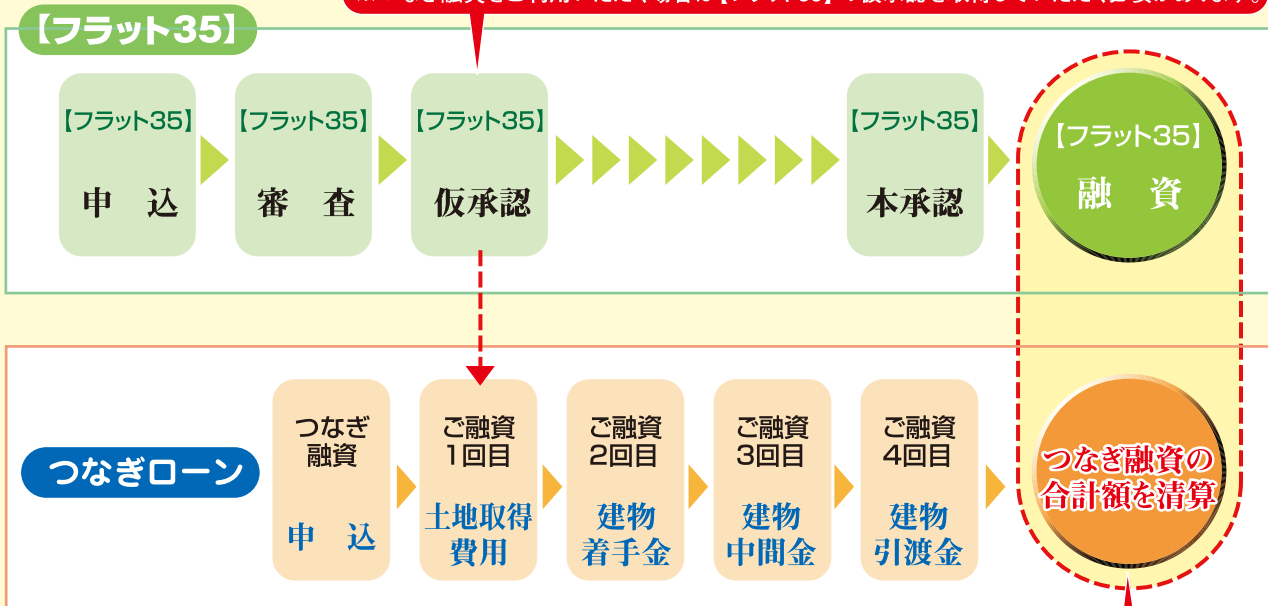 【フラット35】
【フラット35】
申 込
【フラット35】
審 査
【フラット35】
仮承認
【フラット35】
本承認
【フラット35】
融 資
つなぎローン
つなぎ
融資
申 込
ご融資
1回目
土地取得
費用
ご融資
2回目
建物
着手金
ご融資
3回目
建物
中間金
ご融資
4回目
建物
引渡金
つなぎ融資の
合計額を清算